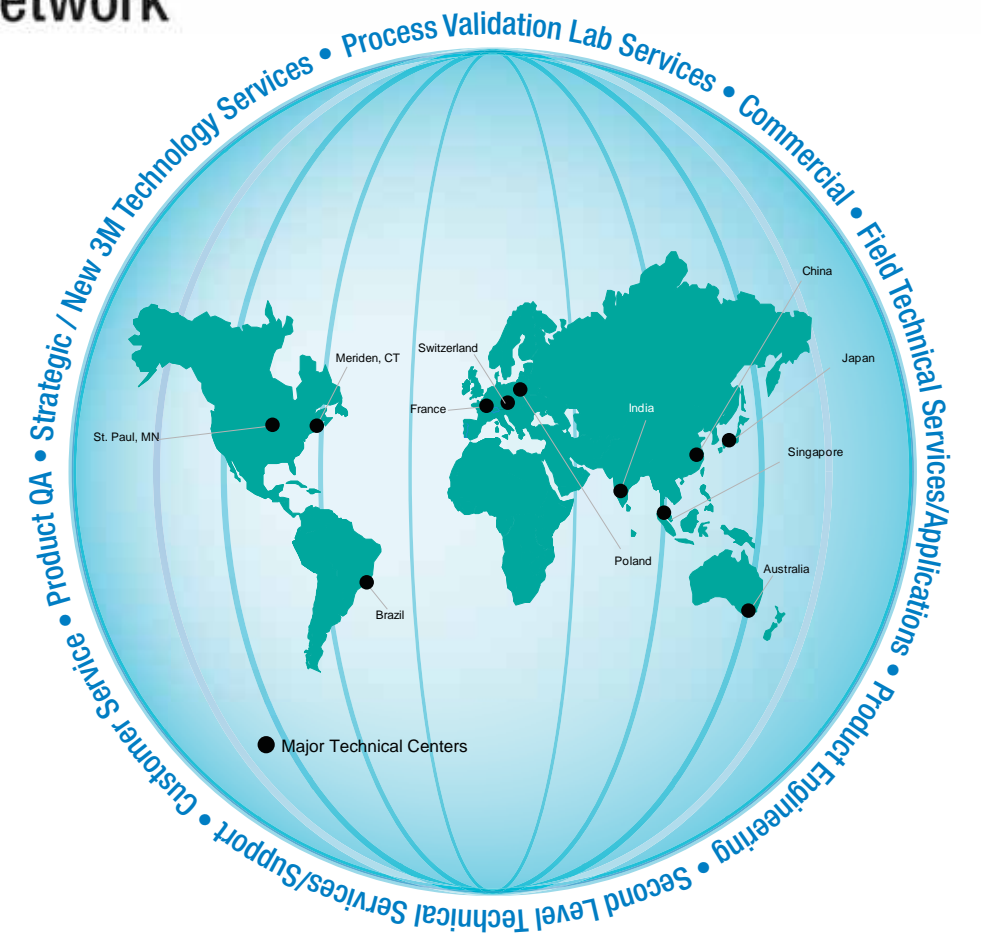 etwork
Strategic / New 3M Technology Services • Process Validation Lab Services • Commercial • Field Technical Services/Applications • Product Engineering • Second Level Technical Services/Support • Customer Service • Product QA •
China
Japan
Switzerland
Meriden, CT
France
India
St. Paul, MN
Singapore
Poland
Australia
Brazil
Major Technical Centers